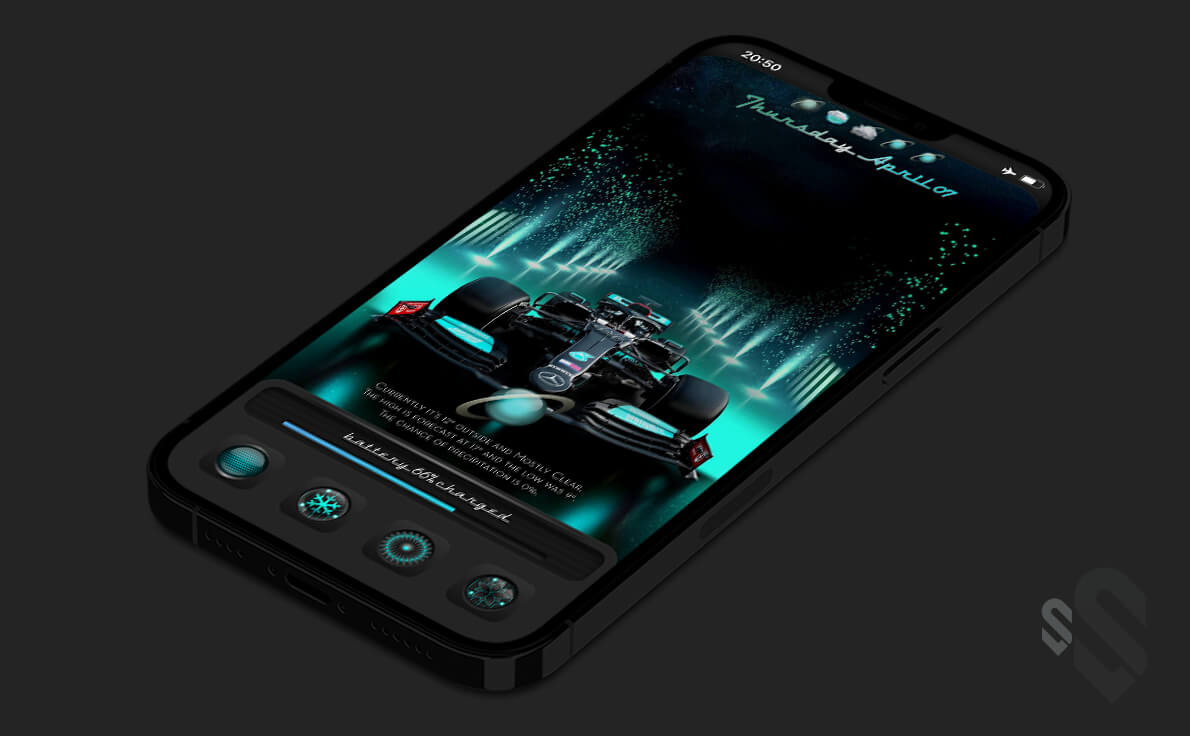 20:50
Thursday April 07
Currently it's 12° outside and Mostly Clear.
The high is forecast at 17° and the low was 9°
The chance of precipitation is 0%.
battery 66% charged